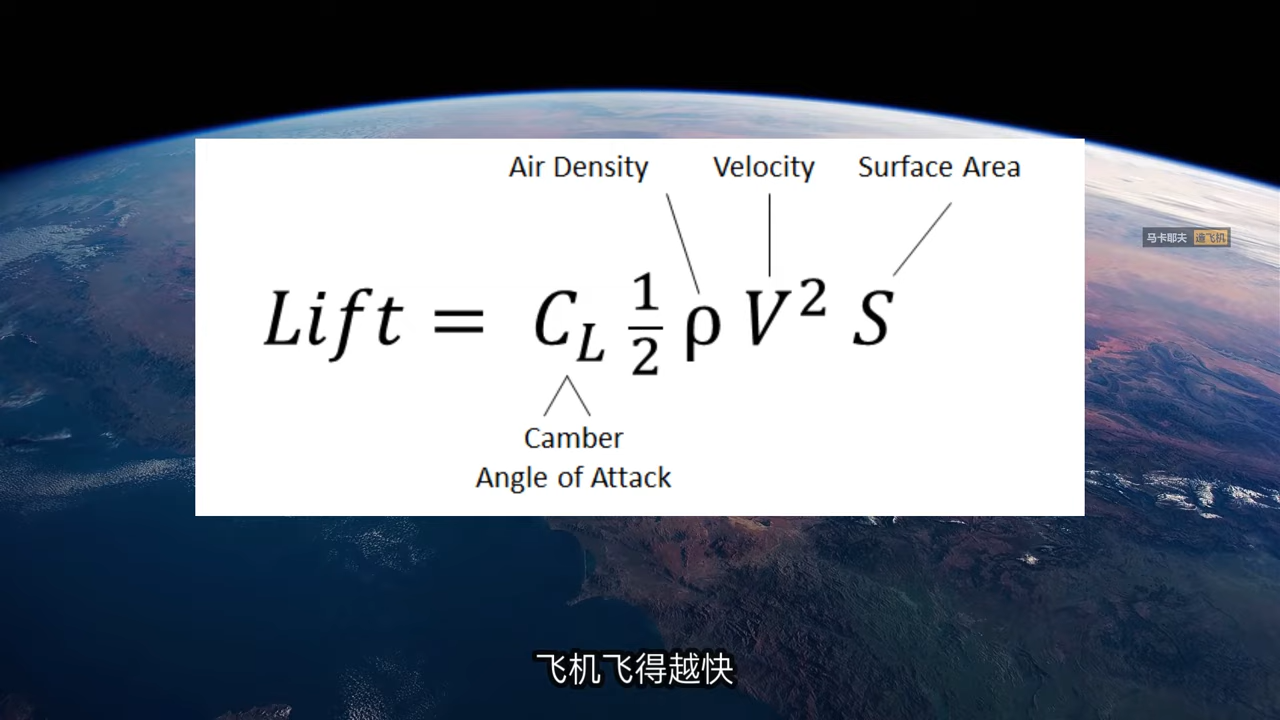 Air Density Velocity Surface Area
马卡耶夫 造飞机
Lift = C_L ½ ρ V² S
Camber
Angle of Attack
飞机飞得越快